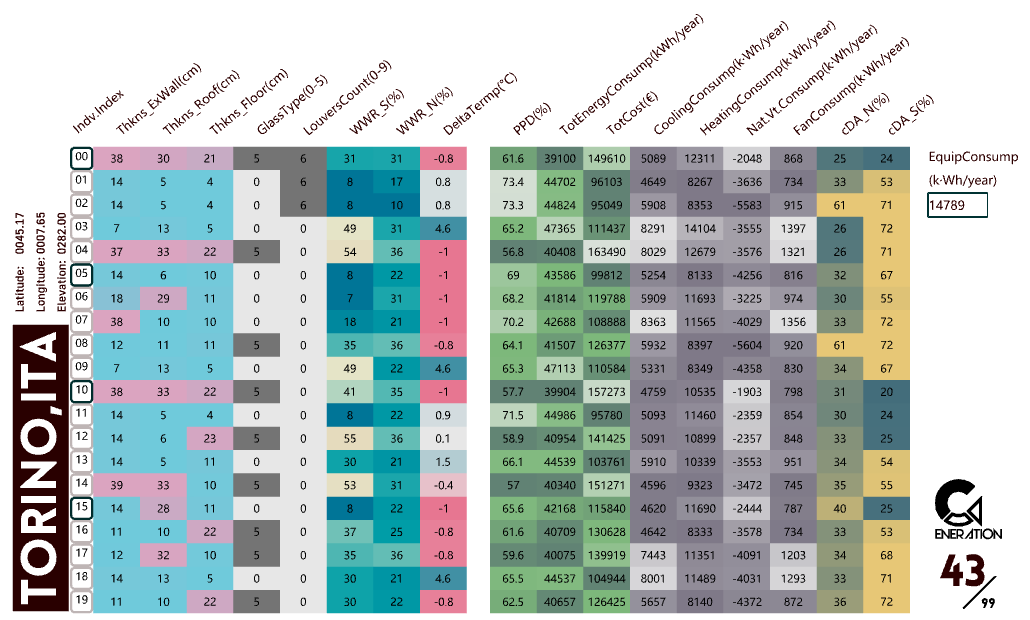 Indv.Index Thkns_ExWall(cm) Thkns_Roof(cm) Thkns_Floor(cm) GlassType(0-5) LouversCount(0-9) WWR_S(%) WWR_N(%) DeltaTermp(°C) PPD(%) TotEnergyConsump(kWh/year) TotCost(€) CoolingConsump(k·Wh/year) HeatingConsump(k·Wh/year) Nat.Vt.Consump(k·Wh/year) FanConsump(k·Wh/year) cDA_N(%) cDA_S(%)
00 38 30 21 5 6 31 31 -0.8 61.6 39100 149610 5089 12311 -2048 868 25 24
01 14 5 4 0 6 8 17 0.8 73.4 44702 96103 4649 8267 -3636 734 33 53
02 14 5 4 0 6 8 10 0.8 73.3 44824 95049 5908 8353 -5583 915 61 71
03 7 13 5 0 0 49 31 4.6 65.2 47365 111437 8291 14104 -3555 1397 26 72
04 37 33 22 5 0 54 36 -1 56.8 40408 163490 8029 12679 -3576 1321 26 71
05 14 6 10 0 0 8 22 -1 69 43586 99812 5254 8133 -4256 816 32 67
06 18 29 11 0 0 7 31 -1 68.2 41814 119788 5909 11693 -3225 974 30 55
07 38 10 10 0 0 18 21 -1 70.2 42688 108888 8363 11565 -4029 1356 33 72
08 12 11 11 5 0 35 36 -0.8 64.1 41507 126377 5932 8397 -5604 920 61 72
09 7 13 5 0 0 49 22 4.6 65.3 47113 110584 5331 8349 -4358 830 34 67
10 38 33 22 5 0 41 35 -1 57.7 39904 157273 4759 10535 -1903 798 31 20
11 14 5 4 0 0 8 22 0.9 71.5 44986 95780 5093 11460 -2359 854 30 24
12 14 6 23 5 0 55 36 0.1 58.9 40954 141425 5091 10899 -2357 848 33 25
13 14 5 11 0 0 30 21 1.5 66.1 44539 103761 5910 10339 -3553 951 34 54
14 39 33 10 5 0 53 31 -0.4 57 40340 151271 4596 9323 -3472 745 35 55
15 14 28 11 0 0 8 22 -1 65.6 42168 115840 4620 11690 -2444 787 40 25
16 11 10 22 5 0 37 25 -0.8 61.6 40709 130628 4642 8333 -3578 734 33 53
17 12 32 10 5 0 35 36 -0.8 59.6 40075 139919 7443 11351 -4091 1203 34 68
18 14 13 5 0 0 30 21 4.6 65.5 44537 104944 8001 11489 -4031 1293 33 71
19 11 10 22 5 0 30 22 -0.8 62.5 40657 126425 5657 8140 -4372 872 36 72
Latitude: 0045.17
Longitude: 0007.65
Elevation: 0282.00
TORINO,ITA
EquipConsump
(k·Wh/year)
14789
ENERATION
43/99